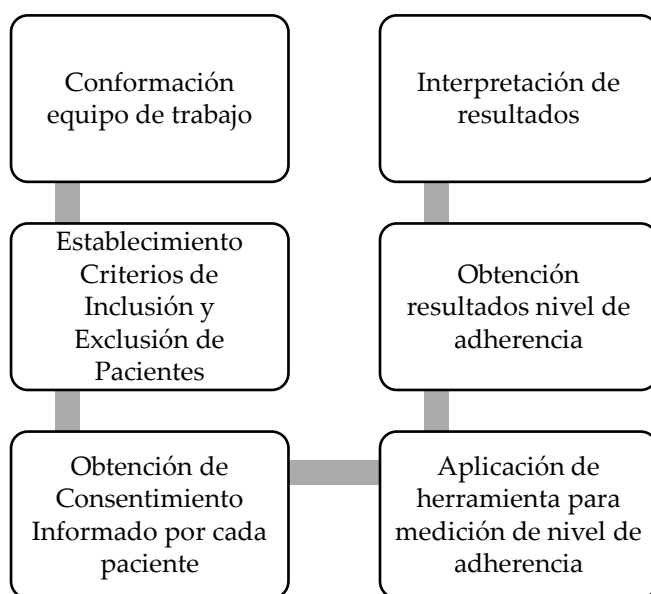 Conformación
equipo de trabajo
Establecimiento
Criterios de
Inclusión y
Exclusión de
Pacientes
Obtención de
Consentimiento
Informado por cada
paciente
Aplicación de
herramienta para
medición de nivel de
adherencia
Obtención
resultados nivel de
adherencia
Interpretación de
resultados